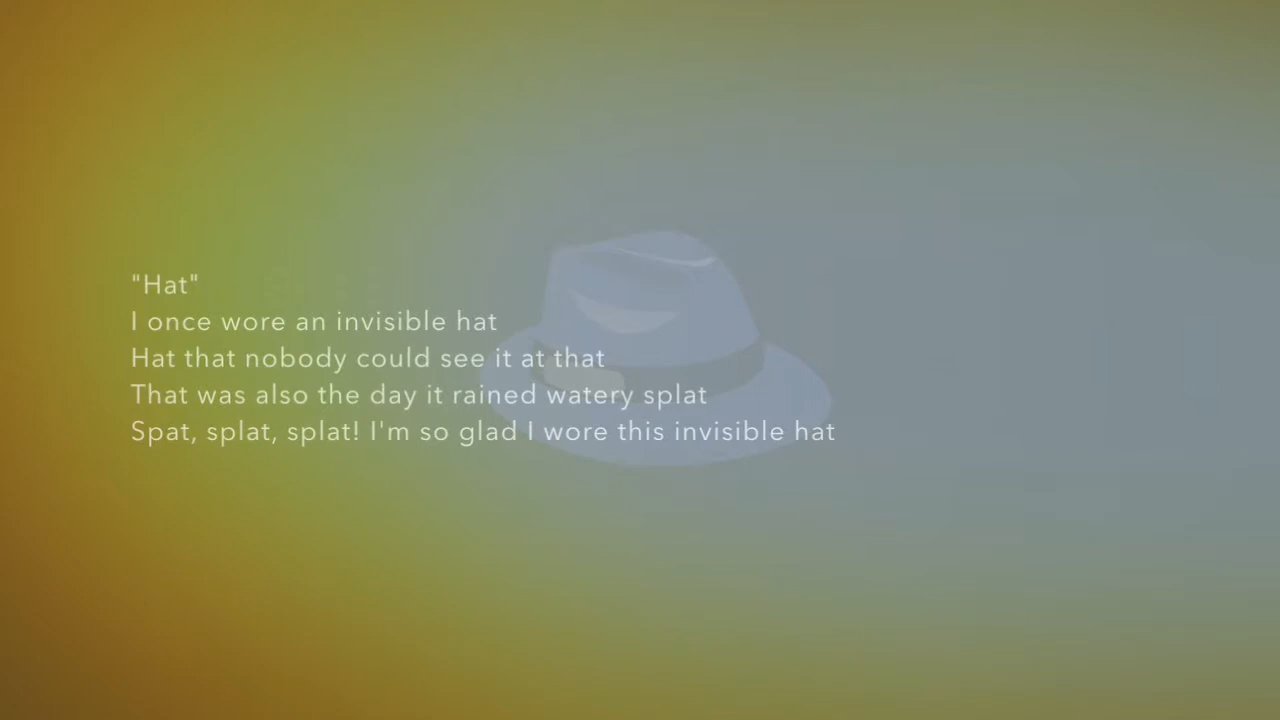 "Hat"
I once wore an invisible hat
Hat that nobody could see it at that
That was also the day it rained watery splat
Spat, splat, splat! I'm so glad I wore this invisible hat